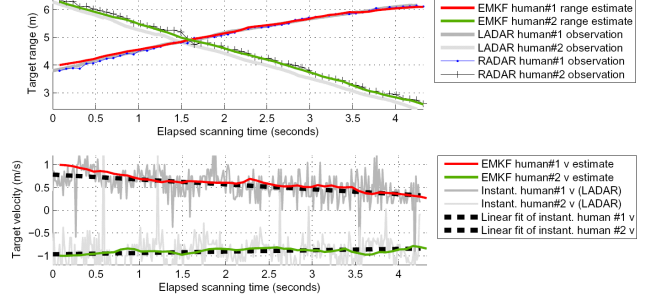 EMKF human#1 range estimate
EMKF human#2 range estimate
LADAR human#1 observation
LADAR human#2 observation
RADAR human#1 observation
RADAR human#2 observation
Target range (m)
6
5
4
3
0 0.5 1 1.5 2 2.5 3 3.5 4
Elapsed scanning time (seconds)
EMKF human#1 v estimate
EMKF human#2 v estimate
Instant. human#1 v (LADAR)
Instant. human#2 v (LADAR)
Linear fit of instant. human #1 v
Linear fit of instant. human #2 v
Target velocity (m/s)
1
0.5
0
−0.5
−1
0 0.5 1 1.5 2 2.5 3 3.5 4
Elapsed scanning time (seconds)